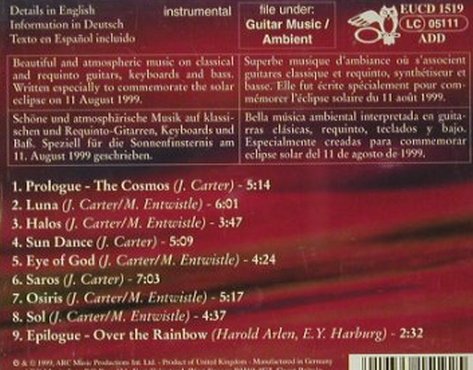 Details in English
Information in Deutsch
Texto en Español incluido
instrumental
file under:
Guitar Music /
Ambient
EUCD 1519
LC 05111
ADD
Beautiful and atmospheric music on classical
and requinto guitars, keyboards and bass.
Written especially to commemorate the solar
eclipse on 11 August 1999.
Superbe musique d'ambiance où s'associent
guitares classique et requinto, synthétiseur et
basse. Elle fut écrite spécialement pour com-
mémorer l'éclipse solaire du 11 août 1999.
Schöne und atmosphärische Musik auf klassi-
schen und Requinto-Gitarren, Keyboards und
Baß. Speziell für die Sonnenfinsternis am
11. August 1999 geschrieben.
Bella música ambiental interpretada en guita-
rras clásicas, requinto, teclados y bajo.
Especialmente creadas para commemorar
eclipse solar del 11 de agosto de 1999.
1. Prologue - The Cosmos (J. Carter) - 5:14
2. Luna (J. Carter/M. Entwistle) - 6:01
3. Halos (J. Carter/M. Entwistle) - 3:47
4. Sun Dance (J. Carter) - 5:09
5. Eye of God (J. Carter/M. Entwistle) - 4:24
6. Saros (J. Carter) - 7:03
7. Osiris (J. Carter/M. Entwistle) - 5:17
8. Sol (J. Carter/M. Entwistle) - 4:37
9. Epilogue - Over the Rainbow (Harold Arlen, E.Y. Harburg) - 2:32
℗ & © 1999, ARC Music Productions Int. Ltd. - Product of United Kingdom - Manufactured in Germany